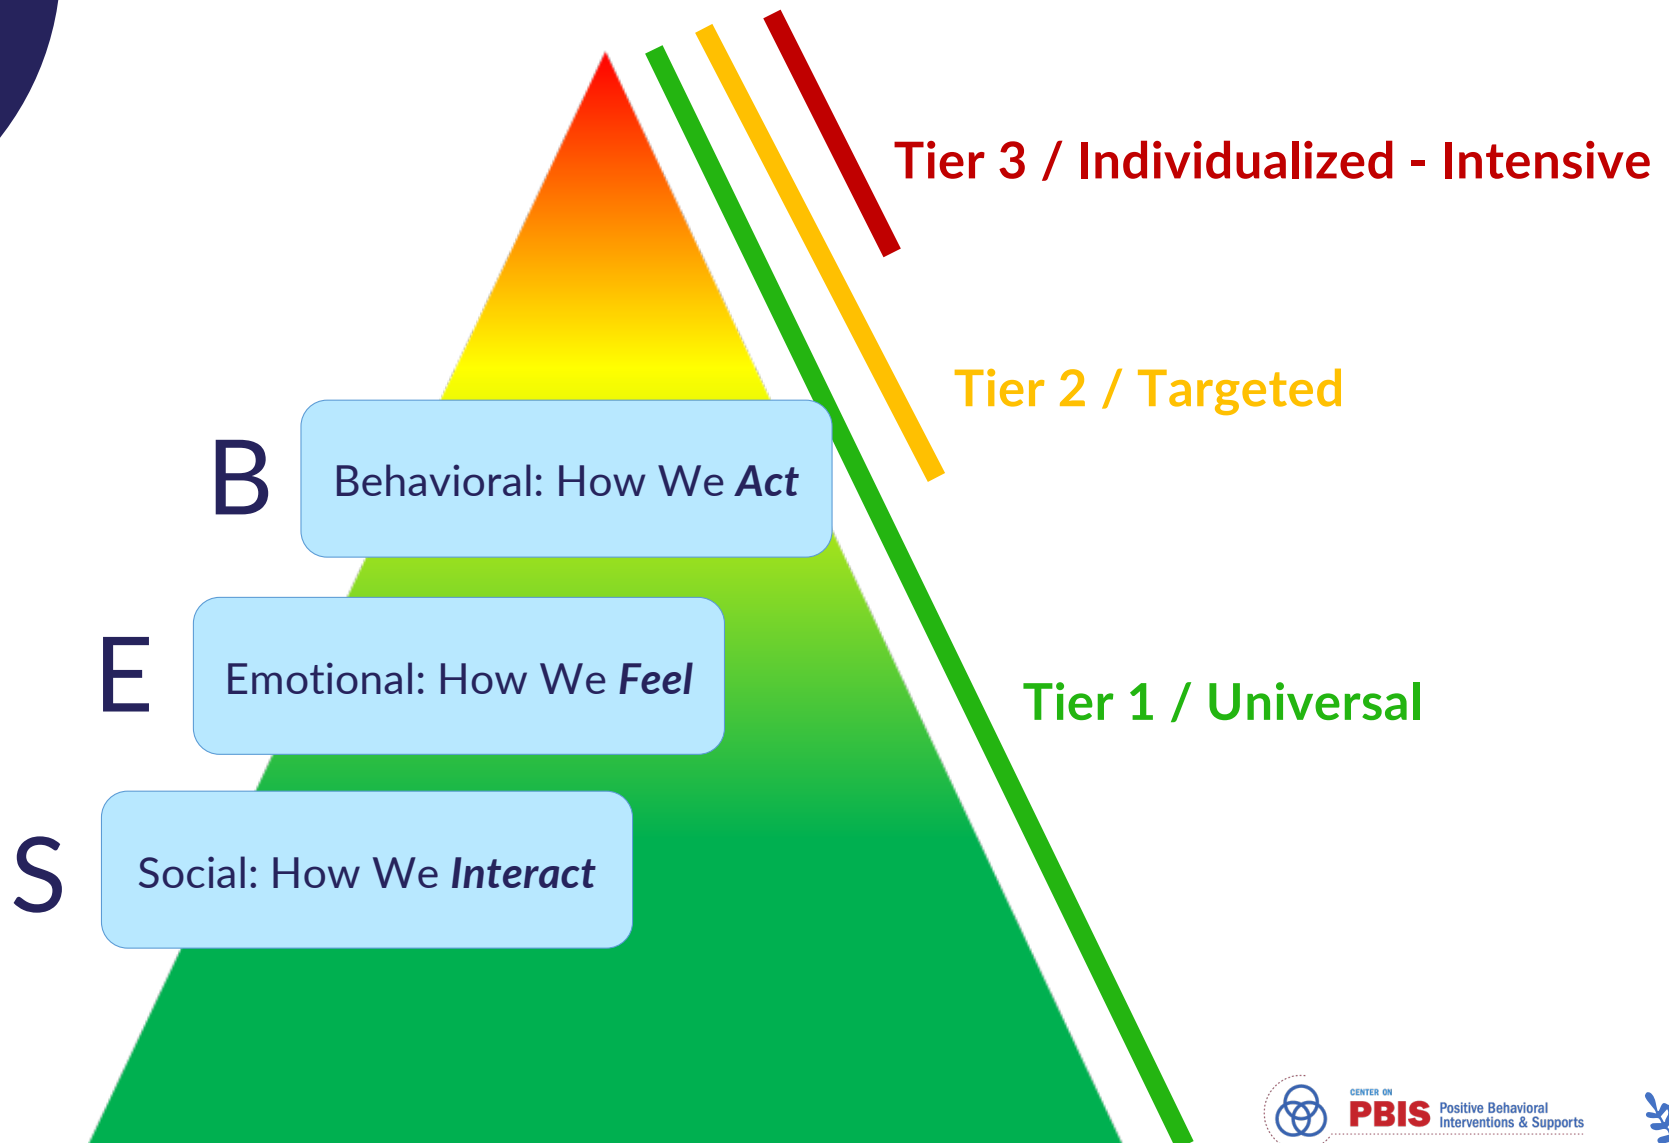 Tier 3 / Individualized - Intensive
Tier 2 / Targeted
B
Behavioral: How We Act
E
Emotional: How We Feel
Tier 1 / Universal
S
Social: How We Interact
CENTER ON
PBIS
Positive Behavioral
Interventions & Supports